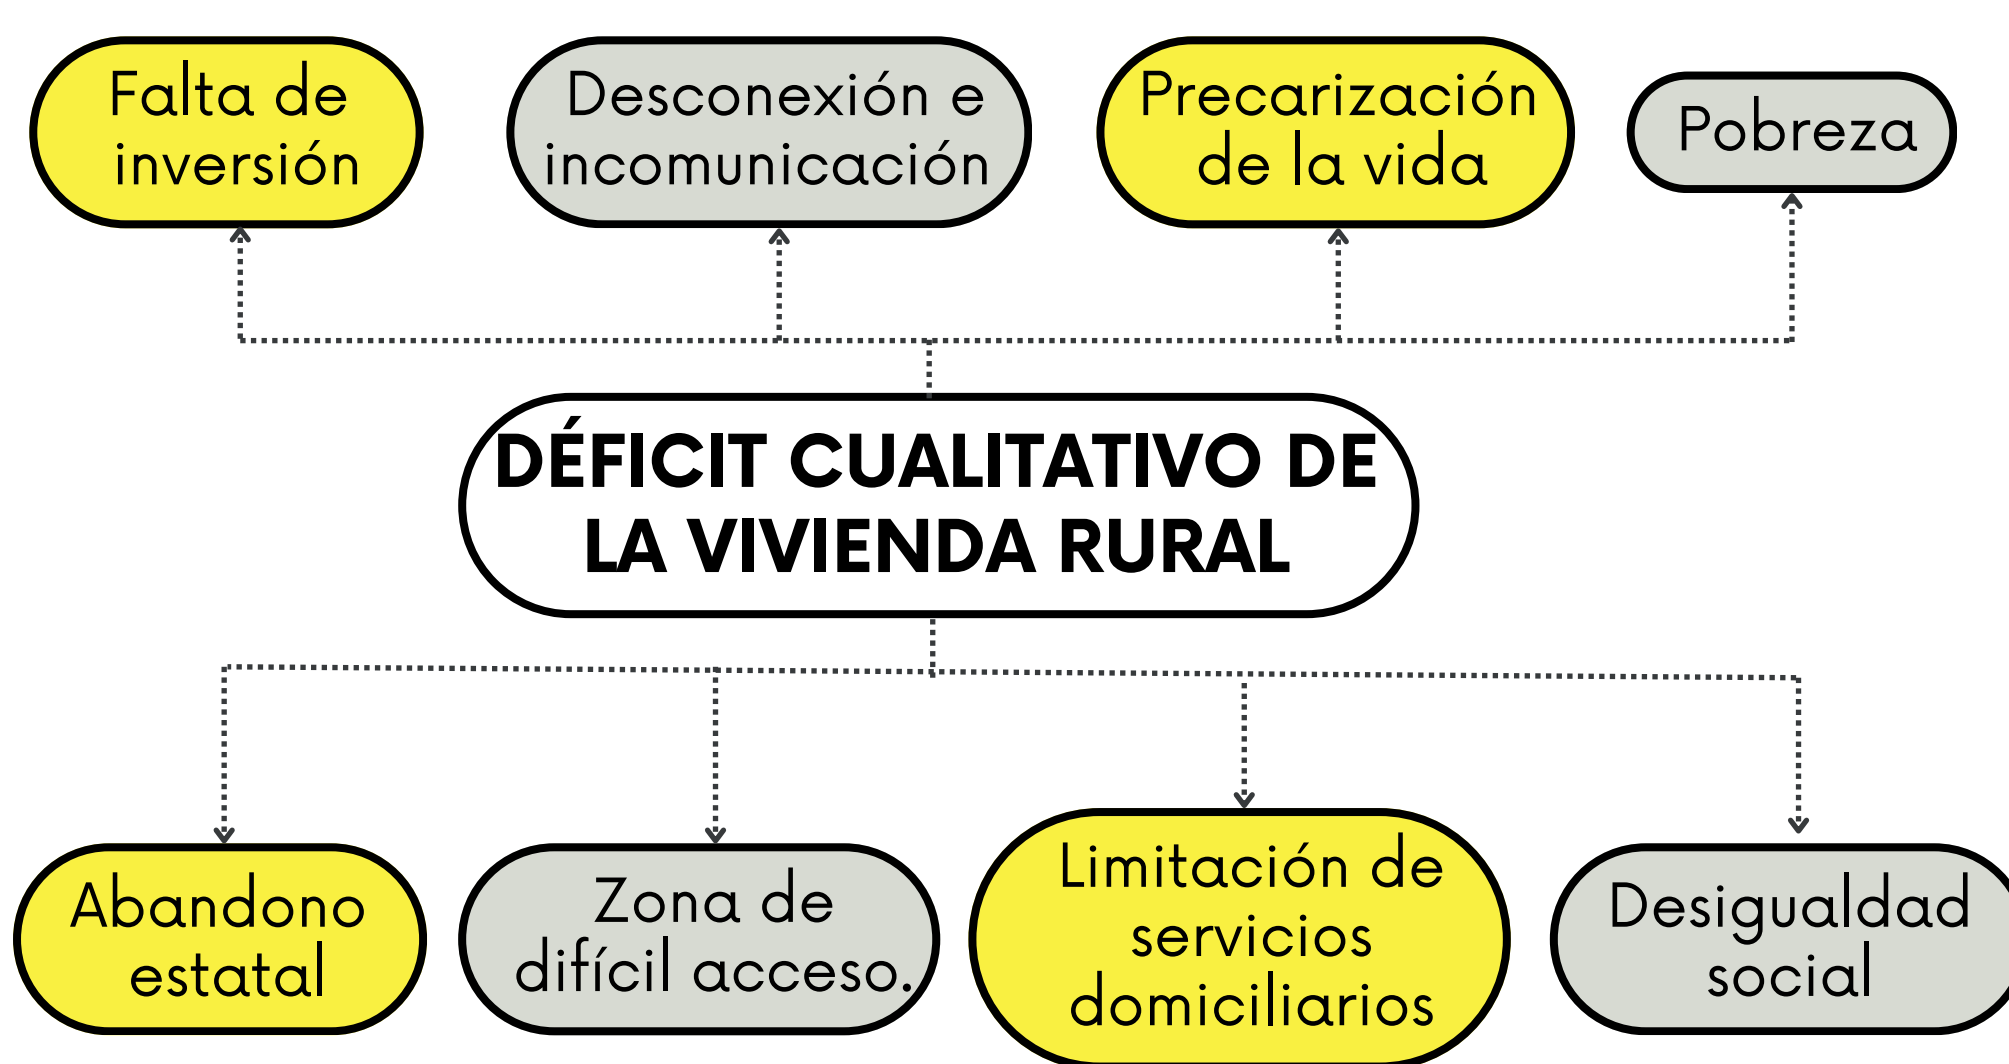 Falta de
inversión
Desconexión e
incomunicación
Precarización
de la vida
Pobreza
DÉFICIT CUALITATIVO DE
LA VIVIENDA RURAL
Abandono
estatal
Zona de
difícil acceso.
Limitación de
servicios
domiciliarios
Desigualdad
social